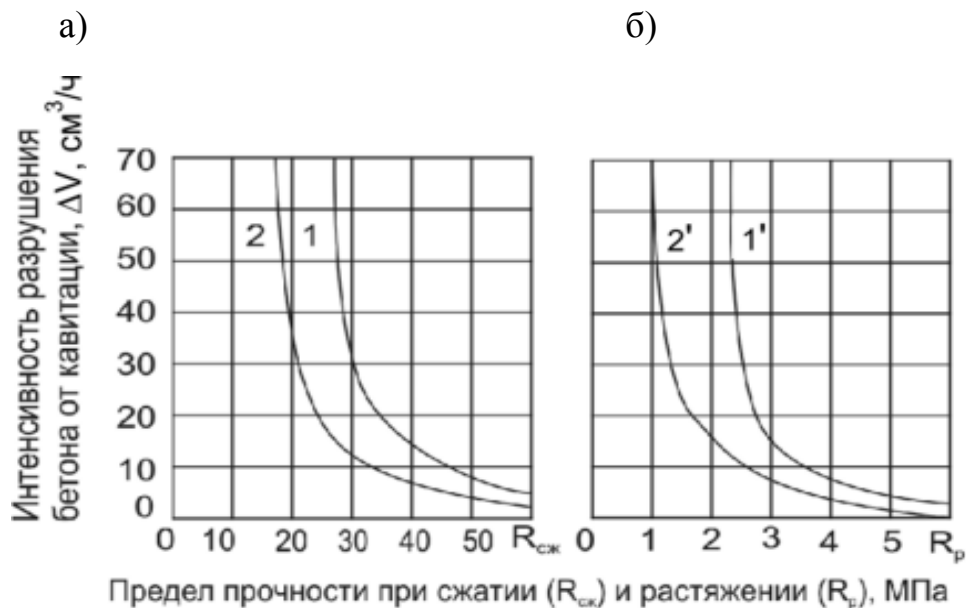 а) б)
Интенсивность разрушения
бетона от кавитации, ΔV, см³/ч
70
60
50
40
30
20
10
0
2 1
2' 1'
0 10 20 30 40 50 Rсж
0 1 2 3 4 5 Rр
Предел прочности при сжатии (Rсж) и растяжении (Rр), МПа